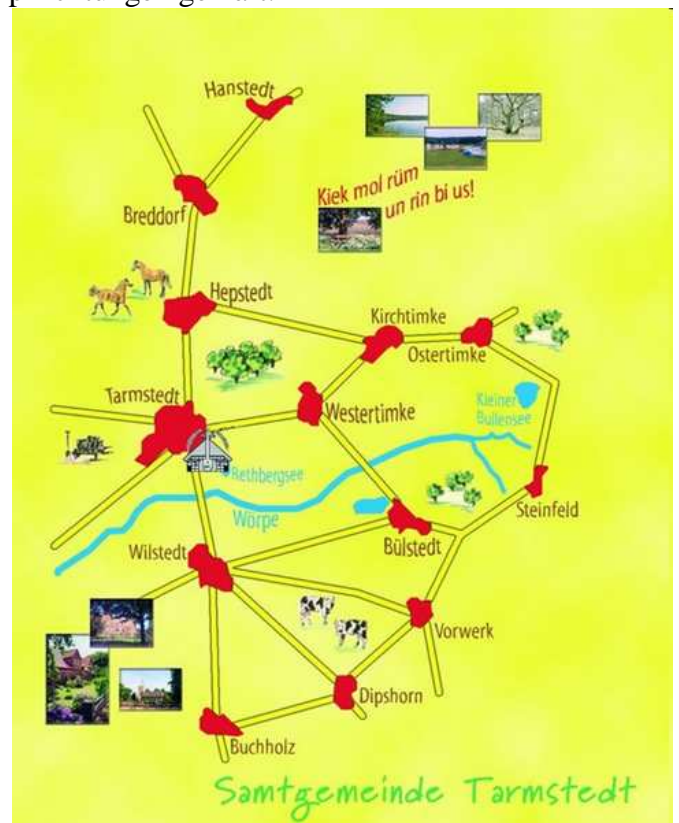 Hanstedt
Kiek mol rüm
un rin bi us!
Breddorf
Hepstedt
Kirchtimke
Ostertimke
Tarmstedt
Westertimke
Kleiner
Bullensee
Rethbergsee
Steinfeld
Wörpe
Bülstedt
Wilstedt
Vorwerk
Dipshorn
Buchholz
Samtgemeinde Tarmstedt